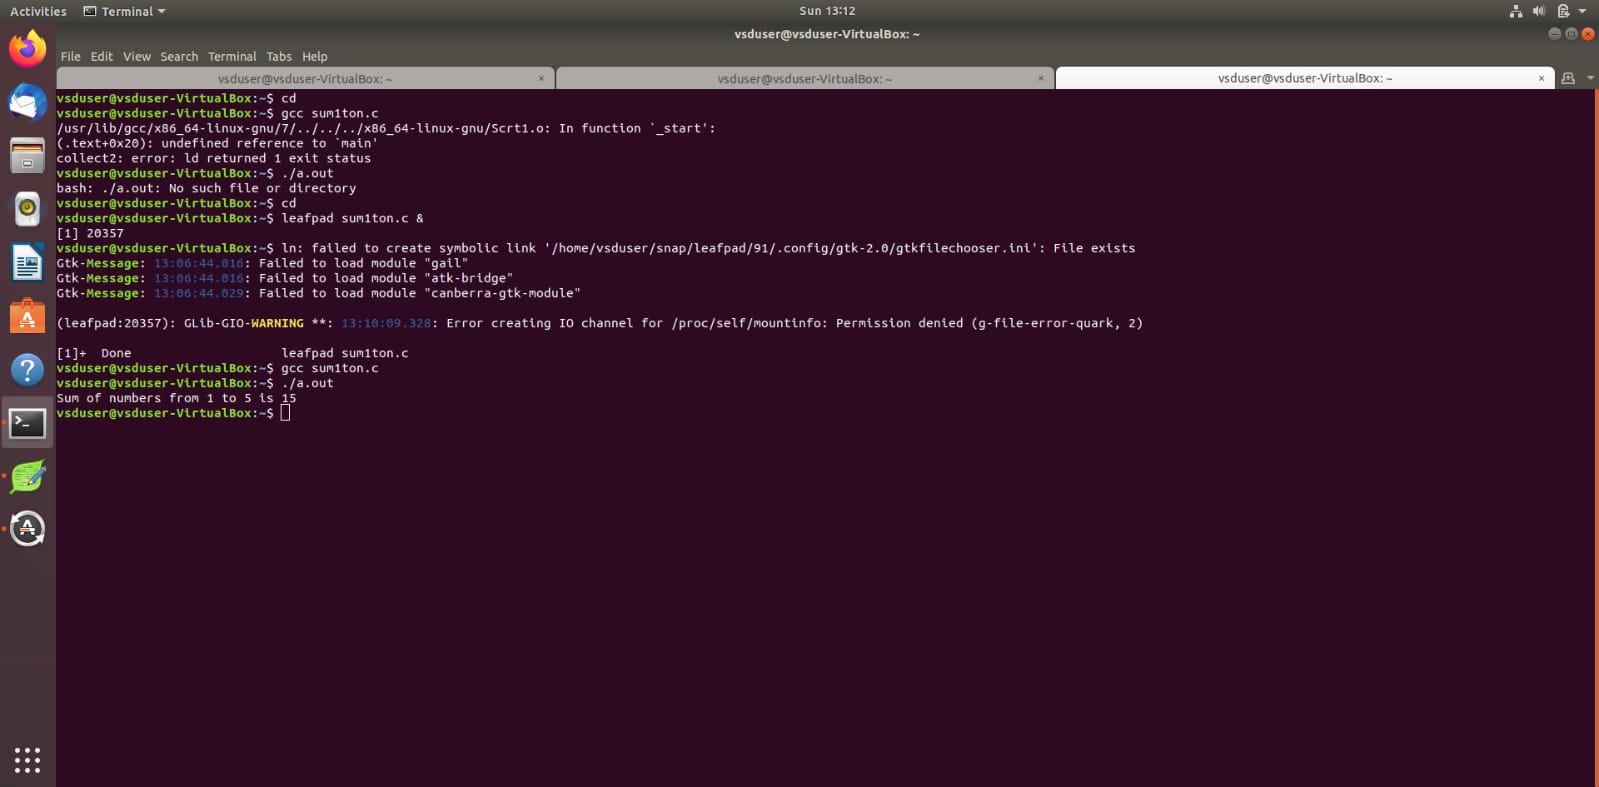 Activities Terminal Sun 13:12
vsduser@vsduser-VirtualBox: ~
File Edit View Search Terminal Tabs Help
vsduser@vsduser-VirtualBox: ~ × vsduser@vsduser-VirtualBox: ~ × vsduser@vsduser-VirtualBox: ~ ×
vsduser@vsduser-VirtualBox:~$ cd
vsduser@vsduser-VirtualBox:~$ gcc sum1ton.c
/usr/lib/gcc/x86_64-linux-gnu/7/../../../x86_64-linux-gnu/Scrt1.o: In function `_start':
(.text+0x20): undefined reference to `main'
collect2: error: ld returned 1 exit status
vsduser@vsduser-VirtualBox:~$ ./a.out
bash: ./a.out: No such file or directory
vsduser@vsduser-VirtualBox:~$ cd
vsduser@vsduser-VirtualBox:~$ leafpad sum1ton.c &
[1] 20357
vsduser@vsduser-VirtualBox:~$ ln: failed to create symbolic link '/home/vsduser/snap/leafpad/91/.config/gtk-2.0/gtkfilechooser.ini': File exists
Gtk-Message: 13:06:44.016: Failed to load module "gail"
Gtk-Message: 13:06:44.016: Failed to load module "atk-bridge"
Gtk-Message: 13:06:44.029: Failed to load module "canberra-gtk-module"
(leafpad:20357): GLib-GIO-WARNING **: 13:10:09.328: Error creating IO channel for /proc/self/mountinfo: Permission denied (g-file-error-quark, 2)
[1]+  Done                    leafpad sum1ton.c
vsduser@vsduser-VirtualBox:~$ gcc sum1ton.c
vsduser@vsduser-VirtualBox:~$ ./a.out
Sum of numbers from 1 to 5 is 15
vsduser@vsduser-VirtualBox:~$